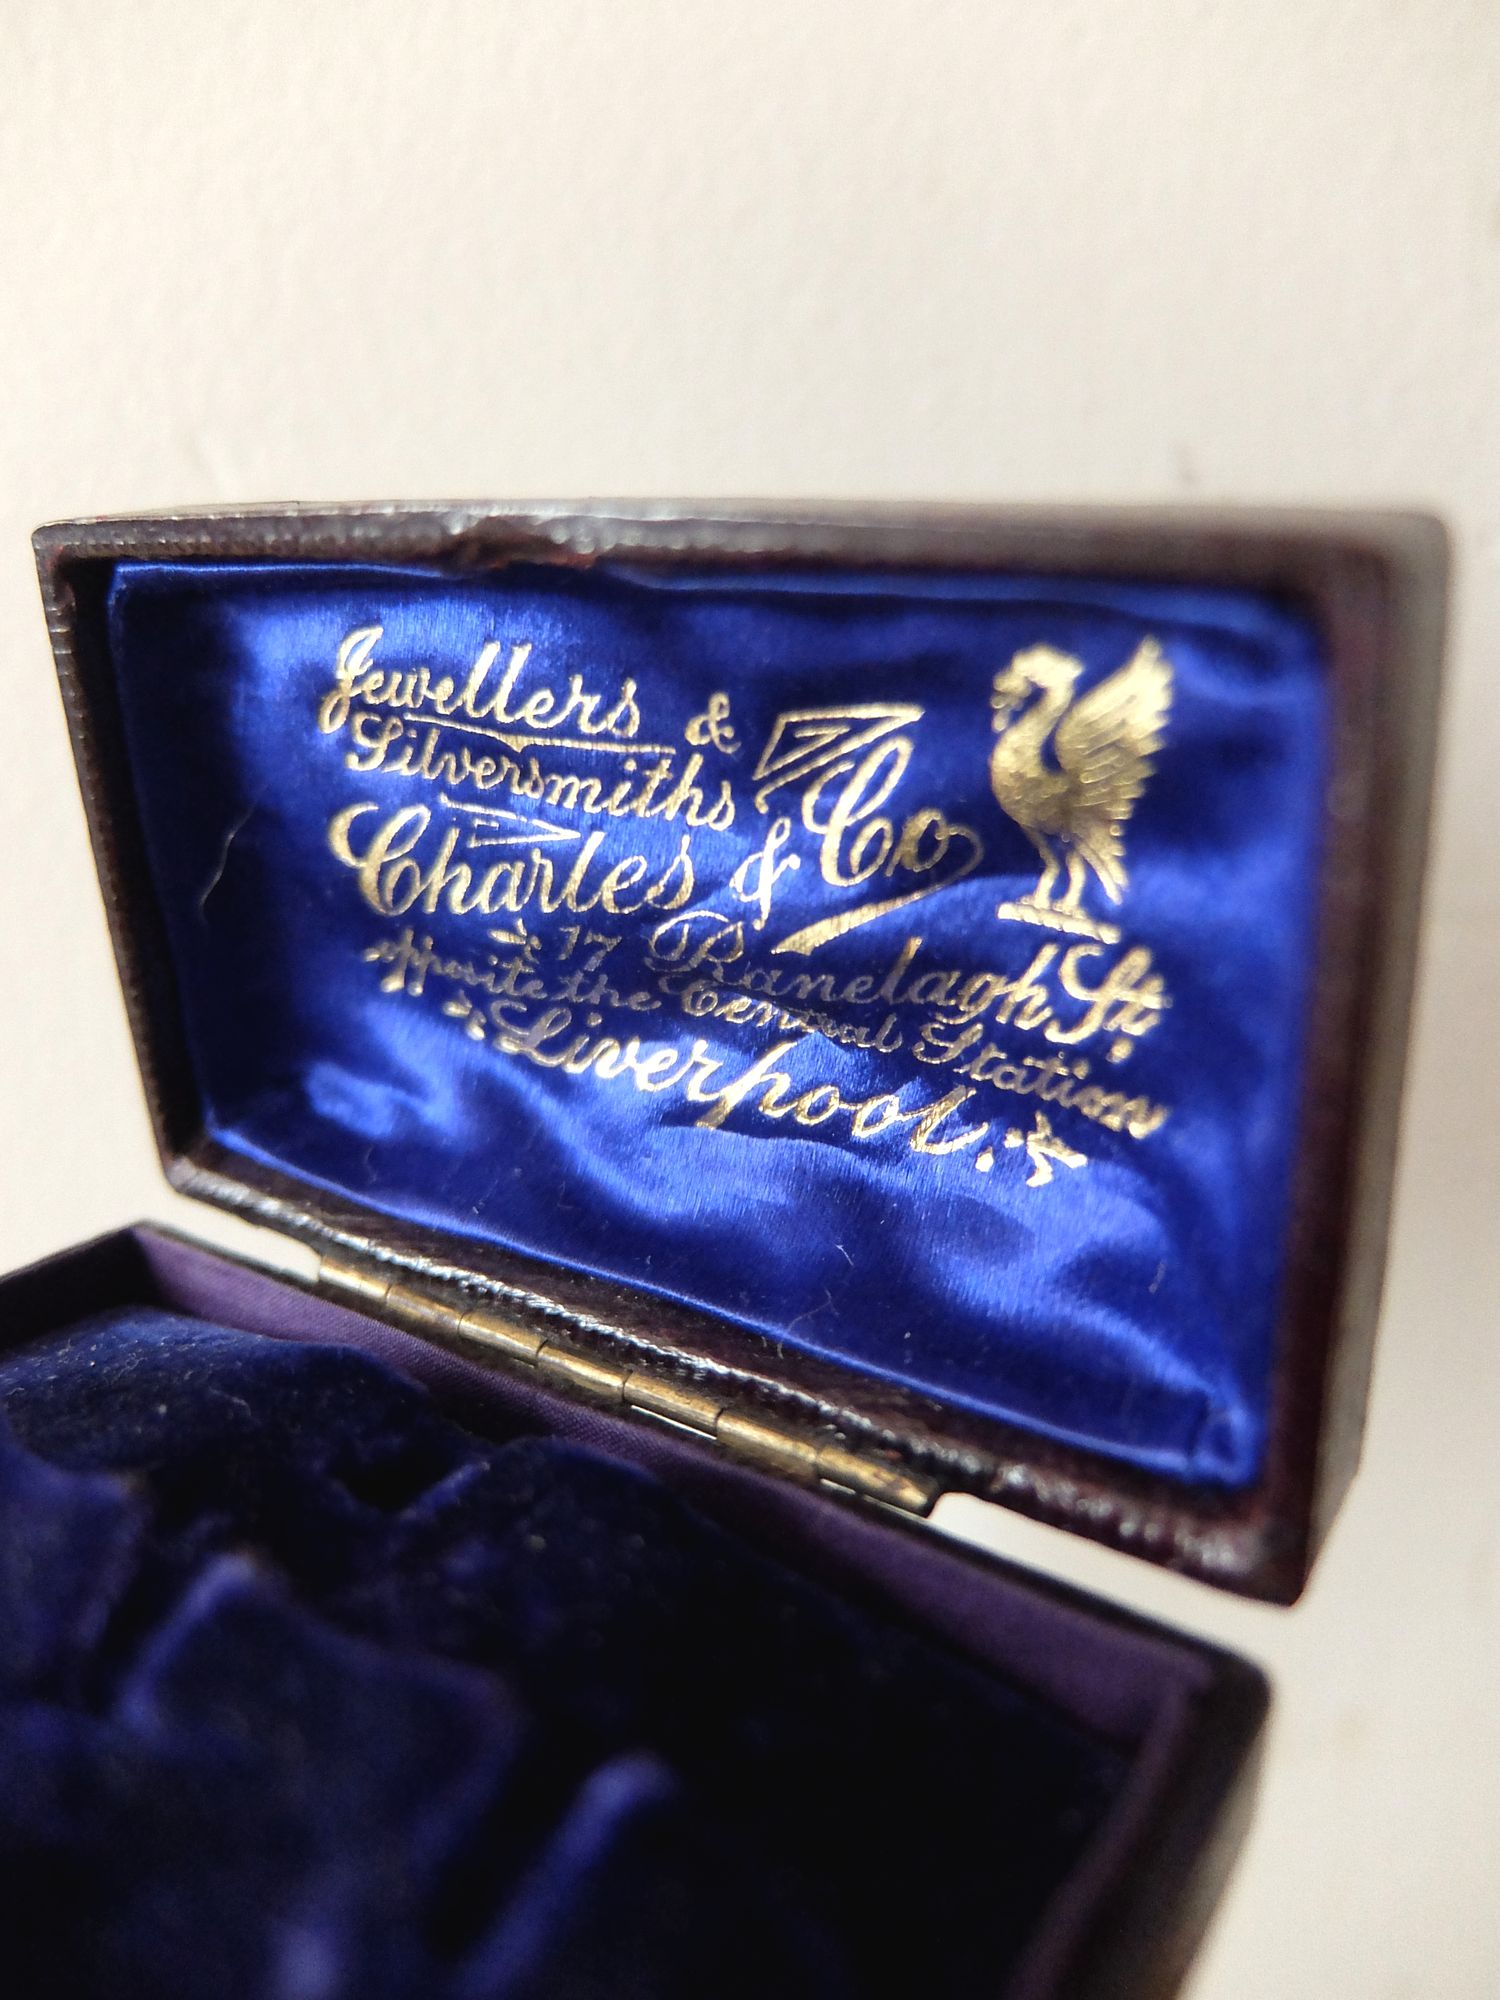 Jewellers &
Silversmiths
Charles & Co
17 Ranelagh St.
Opposite the Central Station
Liverpool.